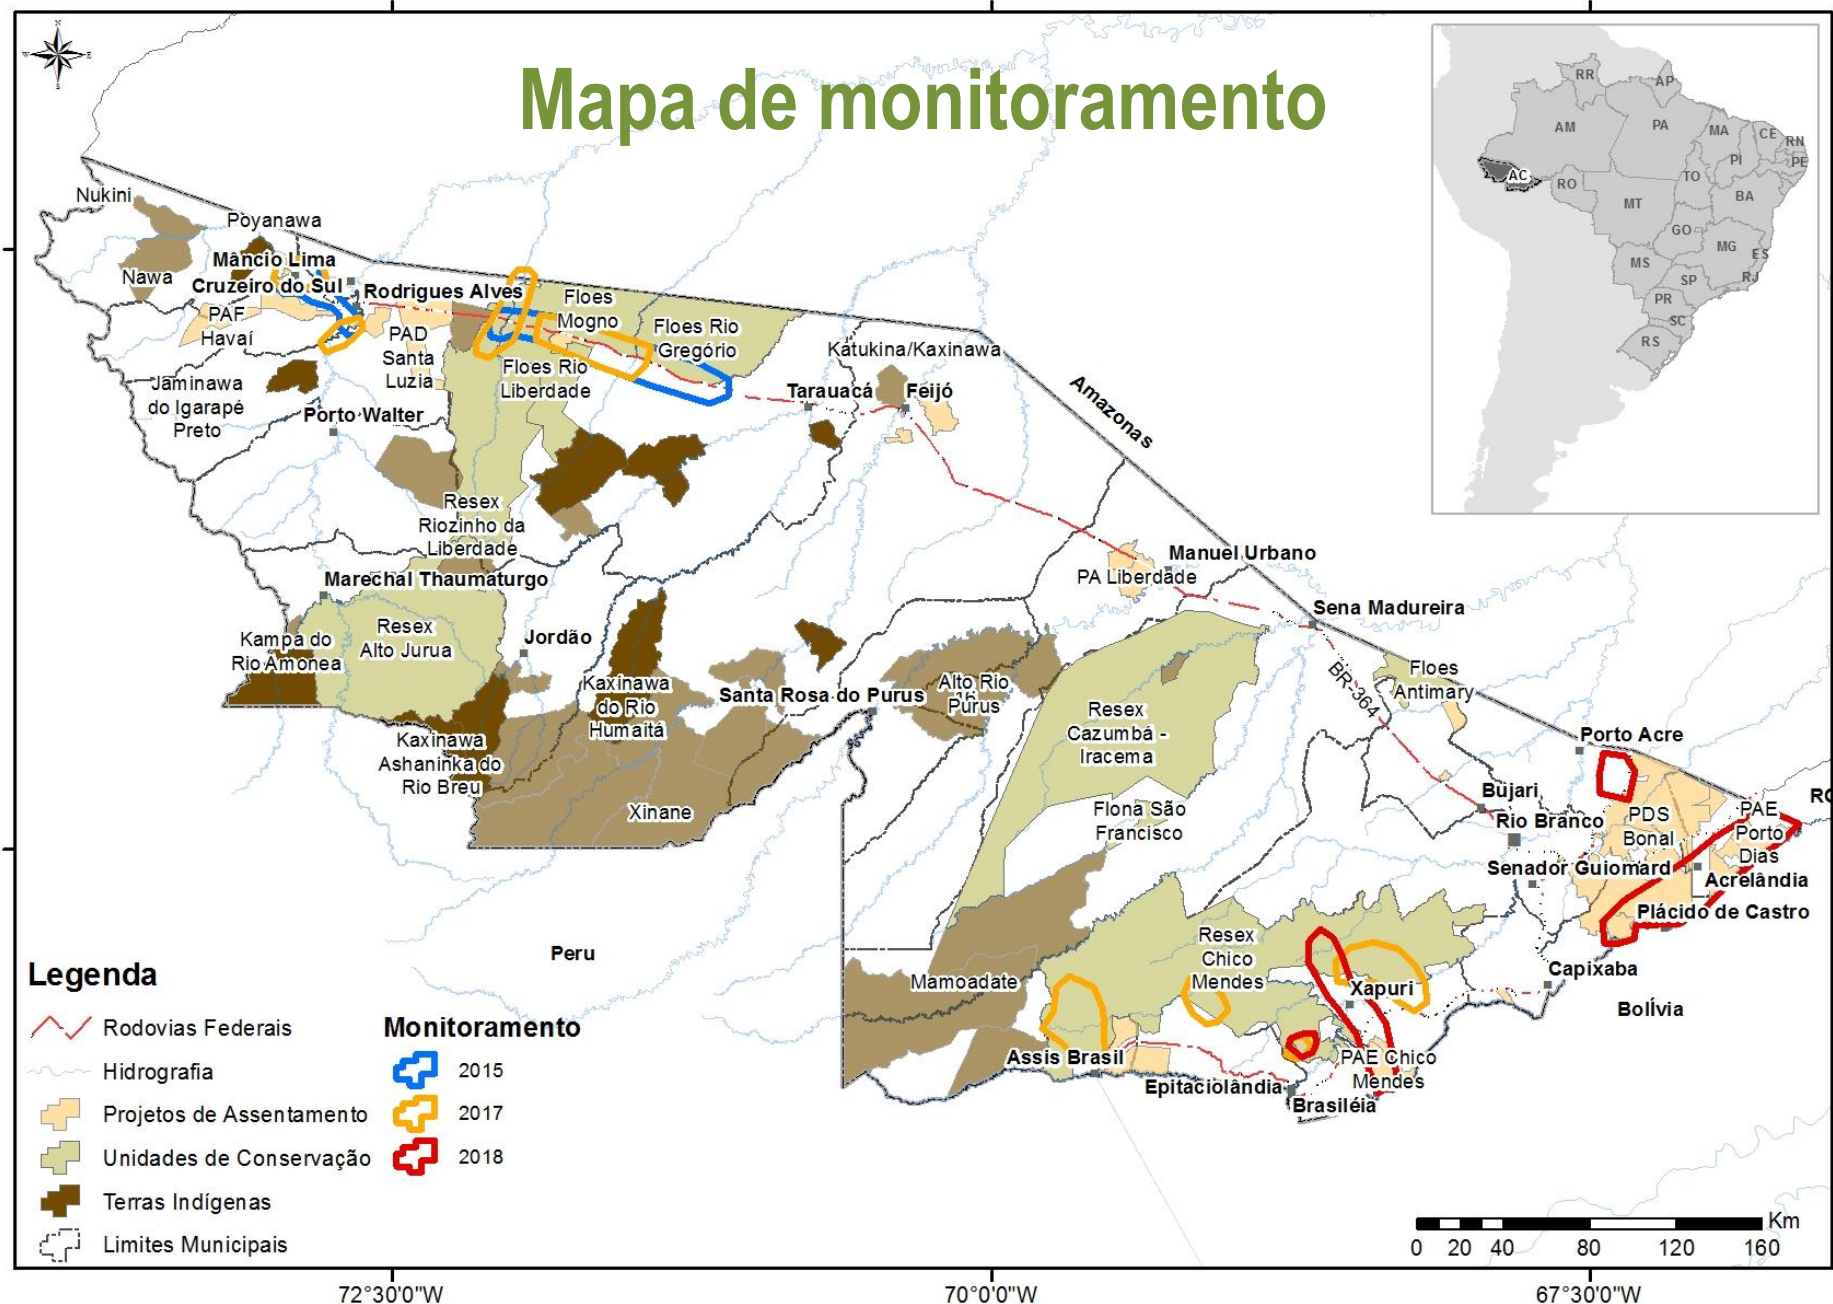 Mapa de monitoramento
N
W
E
S
RR
AP
AM
PA
MA
CE
RN
PI
PE
AC
RO
TO
BA
MT
GO
MG
ES
MS
SP
RJ
PR
SC
RS
Nukini
Poyanawa
Nawa
Mâncio Lima
Cruzeiro do Sul
Rodrigues Alves
PAF
Havaí
PAD
Santa
Luzia
Floes
Mogno
Floes Rio
Gregório
Floes Rio
Liberdade
Katukina/Kaxinawa
Tarauacá
Feijó
Amazonas
Jaminawa
do Igarapé
Preto
Porto Walter
Resex
Riozinho da
Liberdade
Marechal Thaumaturgo
Manuel Urbano
PA Liberdade
Sena Madureira
Kampa do
Rio Amonea
Resex
Alto Jurua
Jordão
Kaxinawa
do Rio
Humaitá
Santa Rosa do Purus
Alto Rio
Purus
Resex
Cazumbá -
Iracema
BR-364
Floes
Antimary
Porto Acre
Kaxinawa
Ashaninka do
Rio Breu
Xinane
Flona São
Francisco
Bujari
Rio Branco
PDS
Bonal
PAE
Porto
Dias
Senador Guiomard
Acrelândia
Plácido de Castro
Peru
Mamoadate
Resex
Chico
Mendes
Xapuri
Capixaba
Bolívia
Assis Brasil
Epitaciolândia
Brasiléia
PAE Chico
Mendes
Legenda
Rodovias Federais
Hidrografia
Projetos de Assentamento
Unidades de Conservação
Terras Indígenas
Limites Municipais
Monitoramento
2015
2017
2018
Km
0 20 40 80 120 160
72°30'0"W
70°0'0"W
67°30'0"W